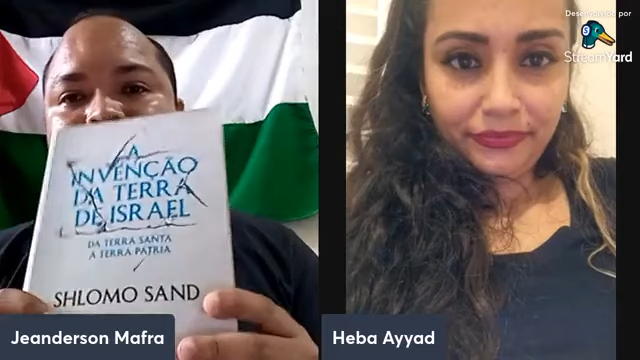 Desenvolvido por
StreamYard
A
INVENÇÃO
DA TERRA
DE ISRAEL
DA TERRA SANTA
À TERRA PÁTRIA
SHLOMO SAND
Jeanderson Mafra
Heba Ayyad